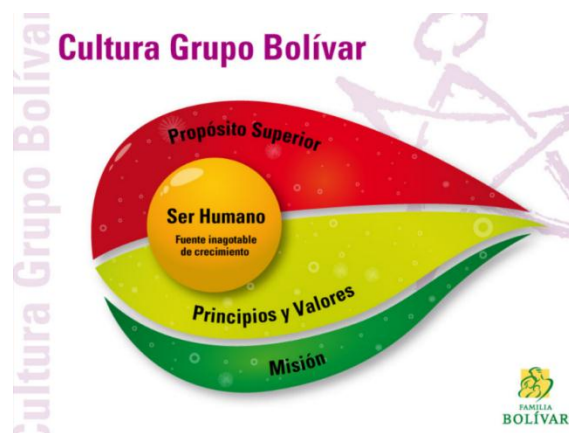 Cultura Grupo Bolívar
Cultura Grupo Bolívar
Propósito Superior
Ser Humano
Fuente inagotable
de crecimiento
Principios y Valores
Misión
FAMILIA
BOLÍVAR